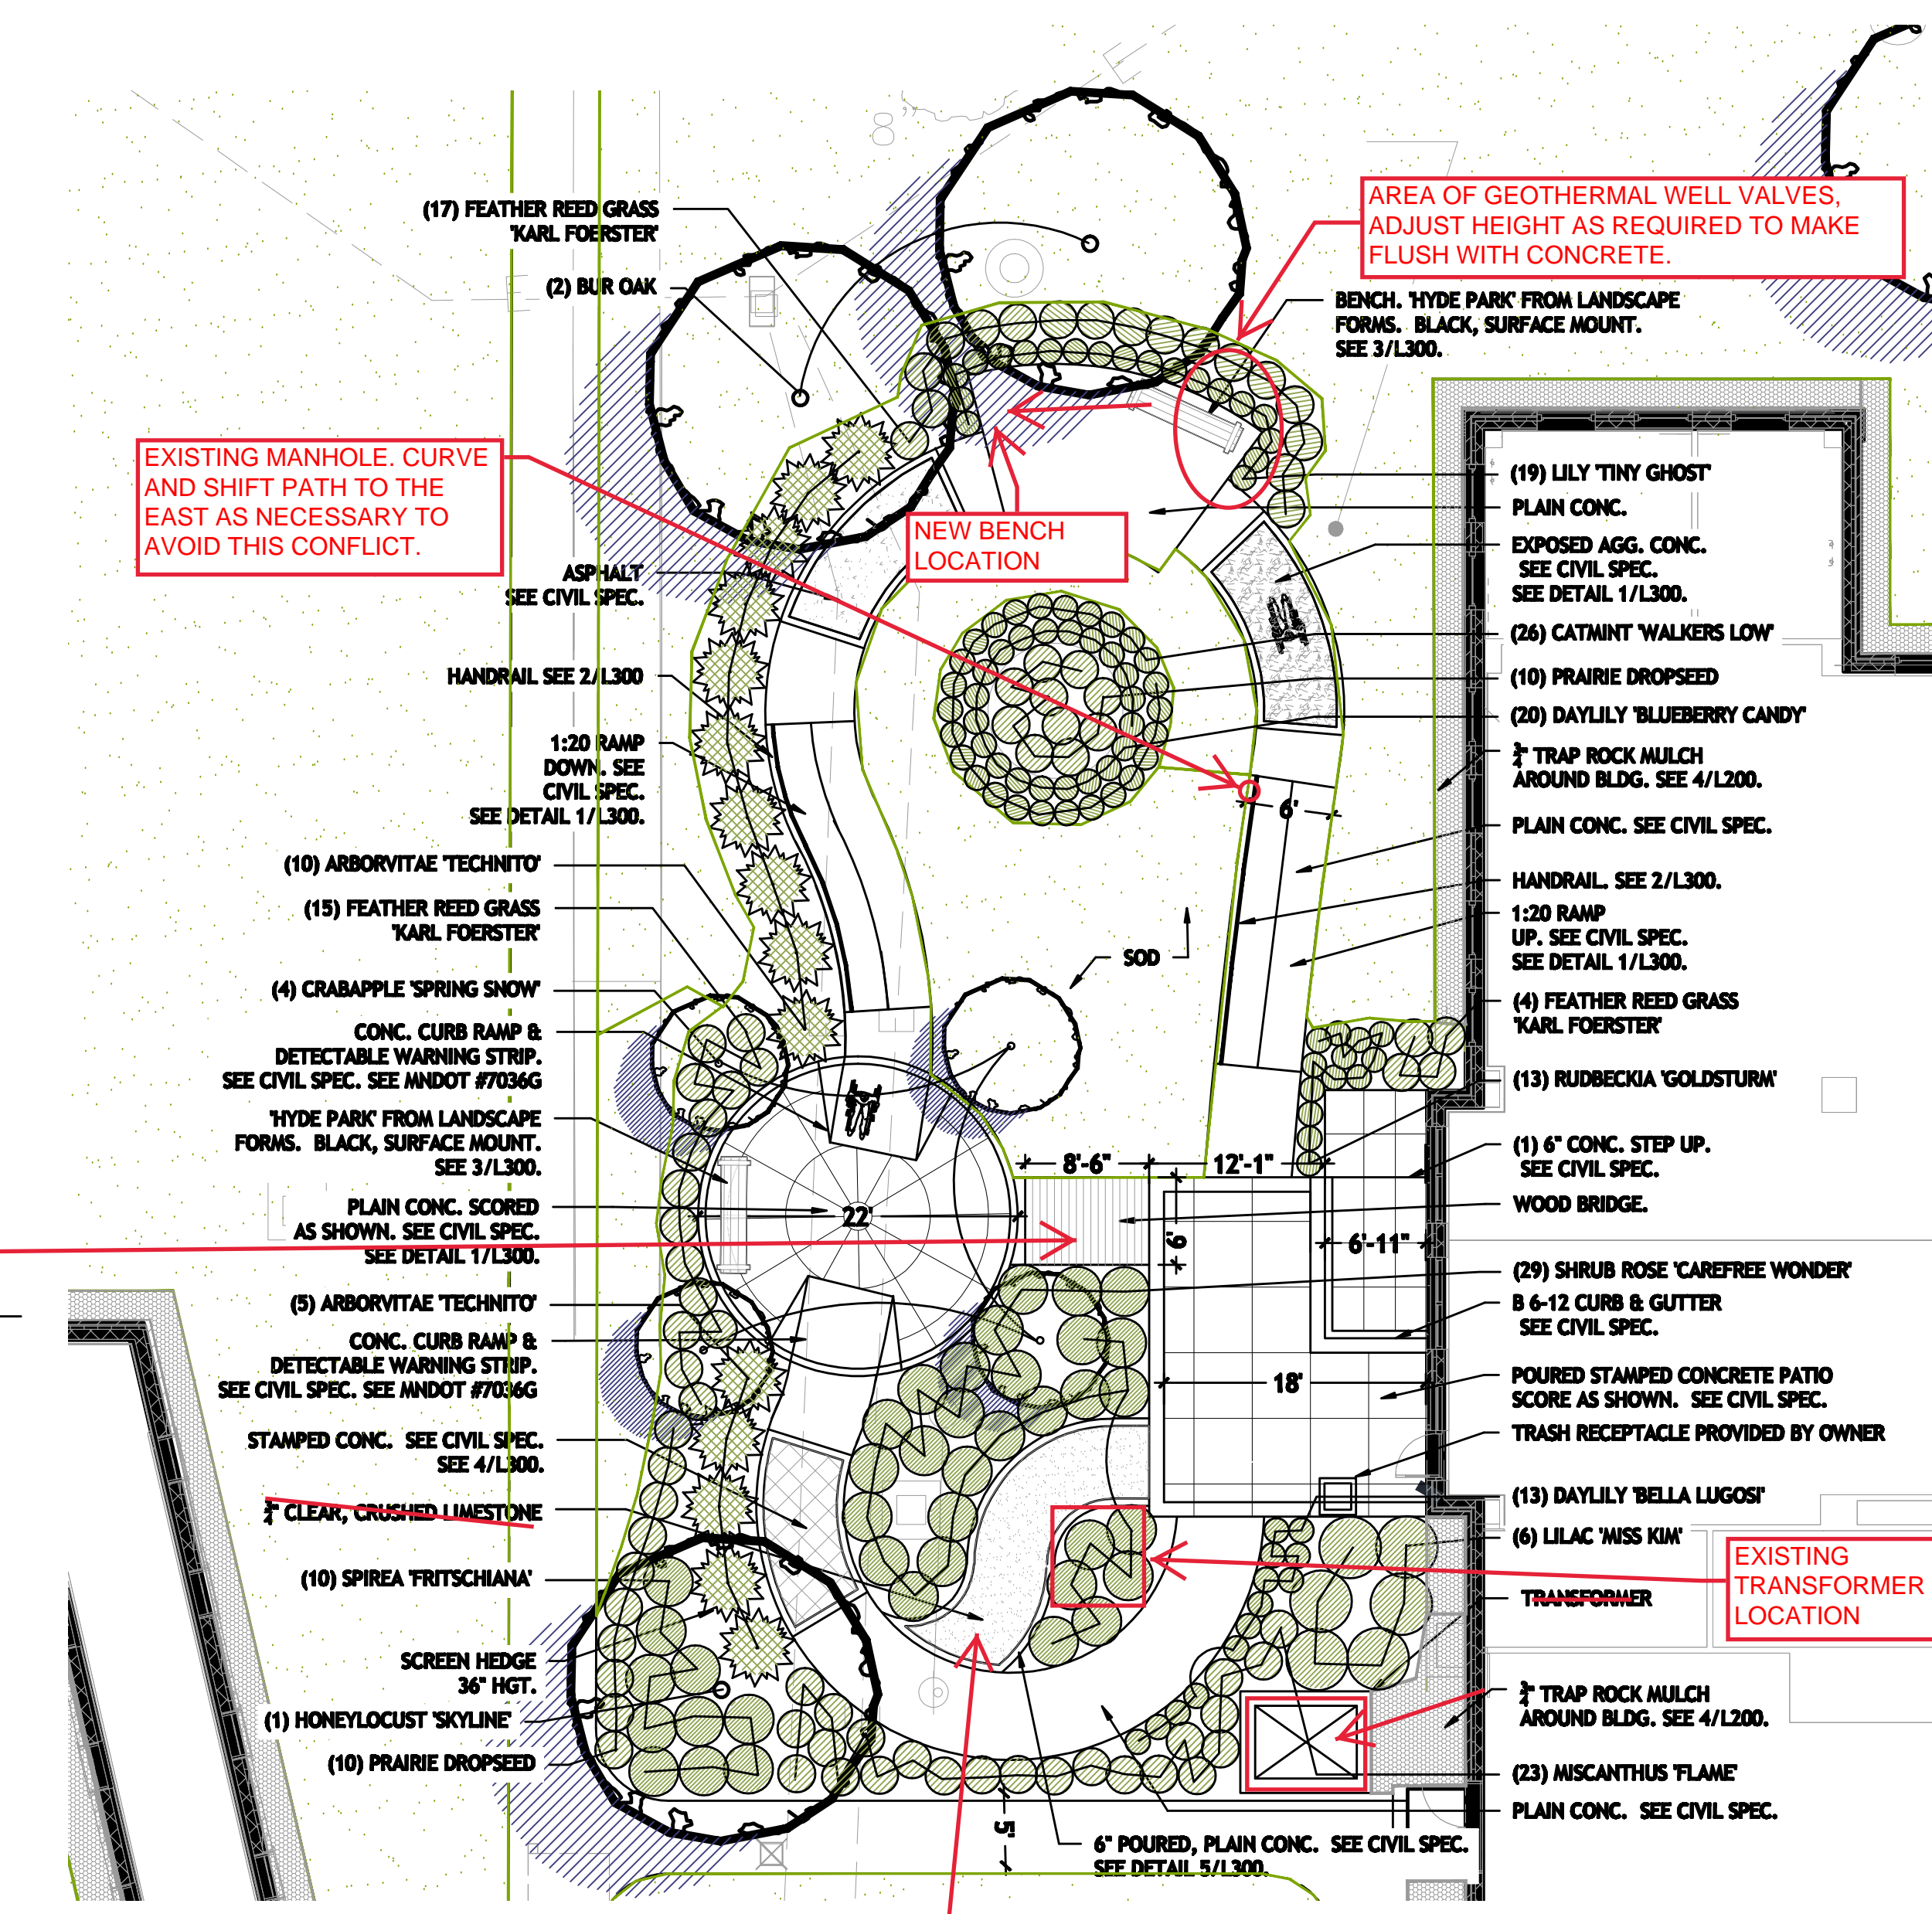 (17) FEATHER REED GRASS
'KARL FOERSTER'
(2) BUR OAK
EXISTING MANHOLE. CURVE
AND SHIFT PATH TO THE
EAST AS NECESSARY TO
AVOID THIS CONFLICT.
ASPHALT
SEE CIVIL SPEC.
HANDRAIL SEE 2/L300
1:20 RAMP
DOWN. SEE
CIVIL SPEC.
SEE DETAIL 1/L300.
(10) ARBORVITAE 'TECHNITO'
(15) FEATHER REED GRASS
'KARL FOERSTER'
(4) CRABAPPLE 'SPRING SNOW'
CONC. CURB RAMP &
DETECTABLE WARNING STRIP.
SEE CIVIL SPEC. SEE MNDOT #7036G
'HYDE PARK' FROM LANDSCAPE
FORMS. BLACK, SURFACE MOUNT.
SEE 3/L300.
PLAIN CONC. SCORED
AS SHOWN. SEE CIVIL SPEC.
SEE DETAIL 1/L300.
(5) ARBORVITAE 'TECHNITO'
CONC. CURB RAMP &
DETECTABLE WARNING STRIP.
SEE CIVIL SPEC. SEE MNDOT #7036G
STAMPED CONC. SEE CIVIL SPEC.
SEE 4/L300.
3/4" CLEAR, CRUSHED LIMESTONE
(10) SPIREA 'FRITSCHIANA'
SCREEN HEDGE
36" HGT.
(1) HONEYLOCUST 'SKYLINE'
(10) PRAIRIE DROPSEED
8"
NEW BENCH
LOCATION
SOD
6'
8'-6"
12'-1"
22'
9'
6'-11"
18'
5'
6" POURED, PLAIN CONC. SEE CIVIL SPEC.
SEE DETAIL 5/L300.
AREA OF GEOTHERMAL WELL VALVES,
ADJUST HEIGHT AS REQUIRED TO MAKE
FLUSH WITH CONCRETE.
BENCH. 'HYDE PARK' FROM LANDSCAPE
FORMS. BLACK, SURFACE MOUNT.
SEE 3/L300.
(19) LILY 'TINY GHOST'
PLAIN CONC.
EXPOSED AGG. CONC.
SEE CIVIL SPEC.
SEE DETAIL 1/L300.
(26) CATMINT 'WALKERS LOW'
(10) PRAIRIE DROPSEED
(20) DAYLILY 'BLUEBERRY CANDY'
3/4" TRAP ROCK MULCH
AROUND BLDG. SEE 4/L200.
PLAIN CONC. SEE CIVIL SPEC.
HANDRAIL. SEE 2/L300.
1:20 RAMP
UP. SEE CIVIL SPEC.
SEE DETAIL 1/L300.
(4) FEATHER REED GRASS
'KARL FOERSTER'
(13) RUDBECKIA 'GOLDSTURM'
(1) 6" CONC. STEP UP.
SEE CIVIL SPEC.
WOOD BRIDGE.
(29) SHRUB ROSE 'CAREFREE WONDER'
B 6-12 CURB & GUTTER
SEE CIVIL SPEC.
POURED STAMPED CONCRETE PATIO
SCORE AS SHOWN. SEE CIVIL SPEC.
TRASH RECEPTACLE PROVIDED BY OWNER
(13) DAYLILY 'BELLA LUGOSI'
(6) LILAC 'MISS KIM'
EXISTING
TRANSFORMER
LOCATION
TRANSFORMER
3/4" TRAP ROCK MULCH
AROUND BLDG. SEE 4/L200.
(23) MISCANTHUS 'FLAME'
PLAIN CONC. SEE CIVIL SPEC.